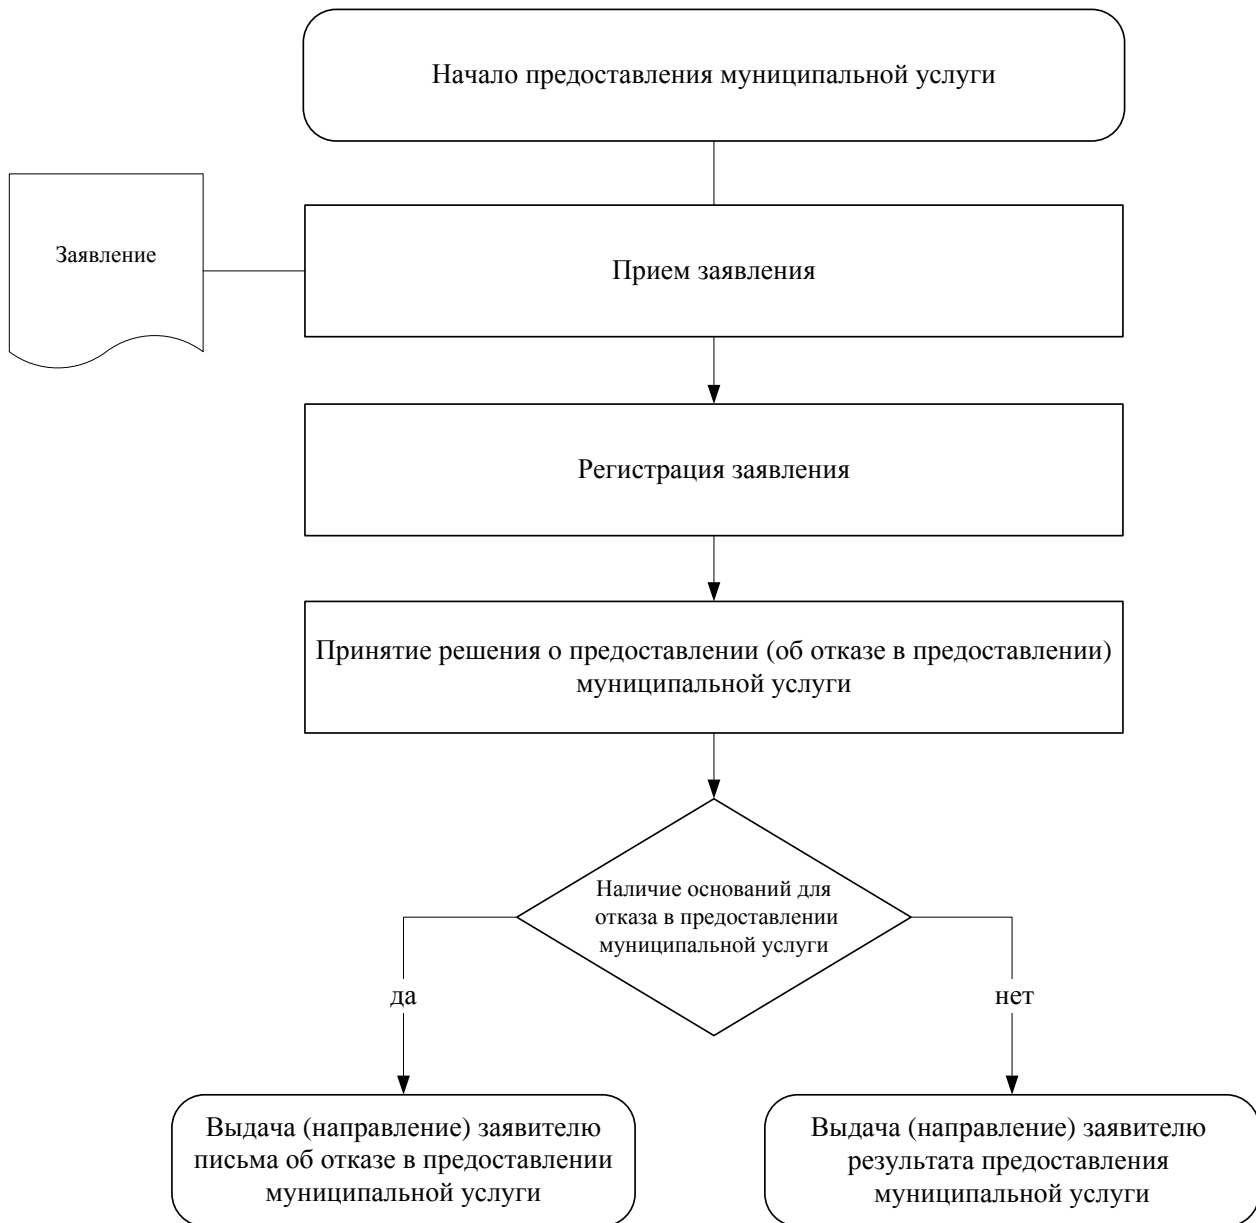 Начало предоставления муниципальной услуги
Заявление
Прием заявления
Регистрация заявления
Принятие решения о предоставлении (об отказе в предоставлении)
муниципальной услуги
Наличие оснований для
отказа в предоставлении
муниципальной услуги
да
нет
Выдача (направление) заявителю
письма об отказе в предоставлении
муниципальной услуги
Выдача (направление) заявителю
результата предоставления
муниципальной услуги